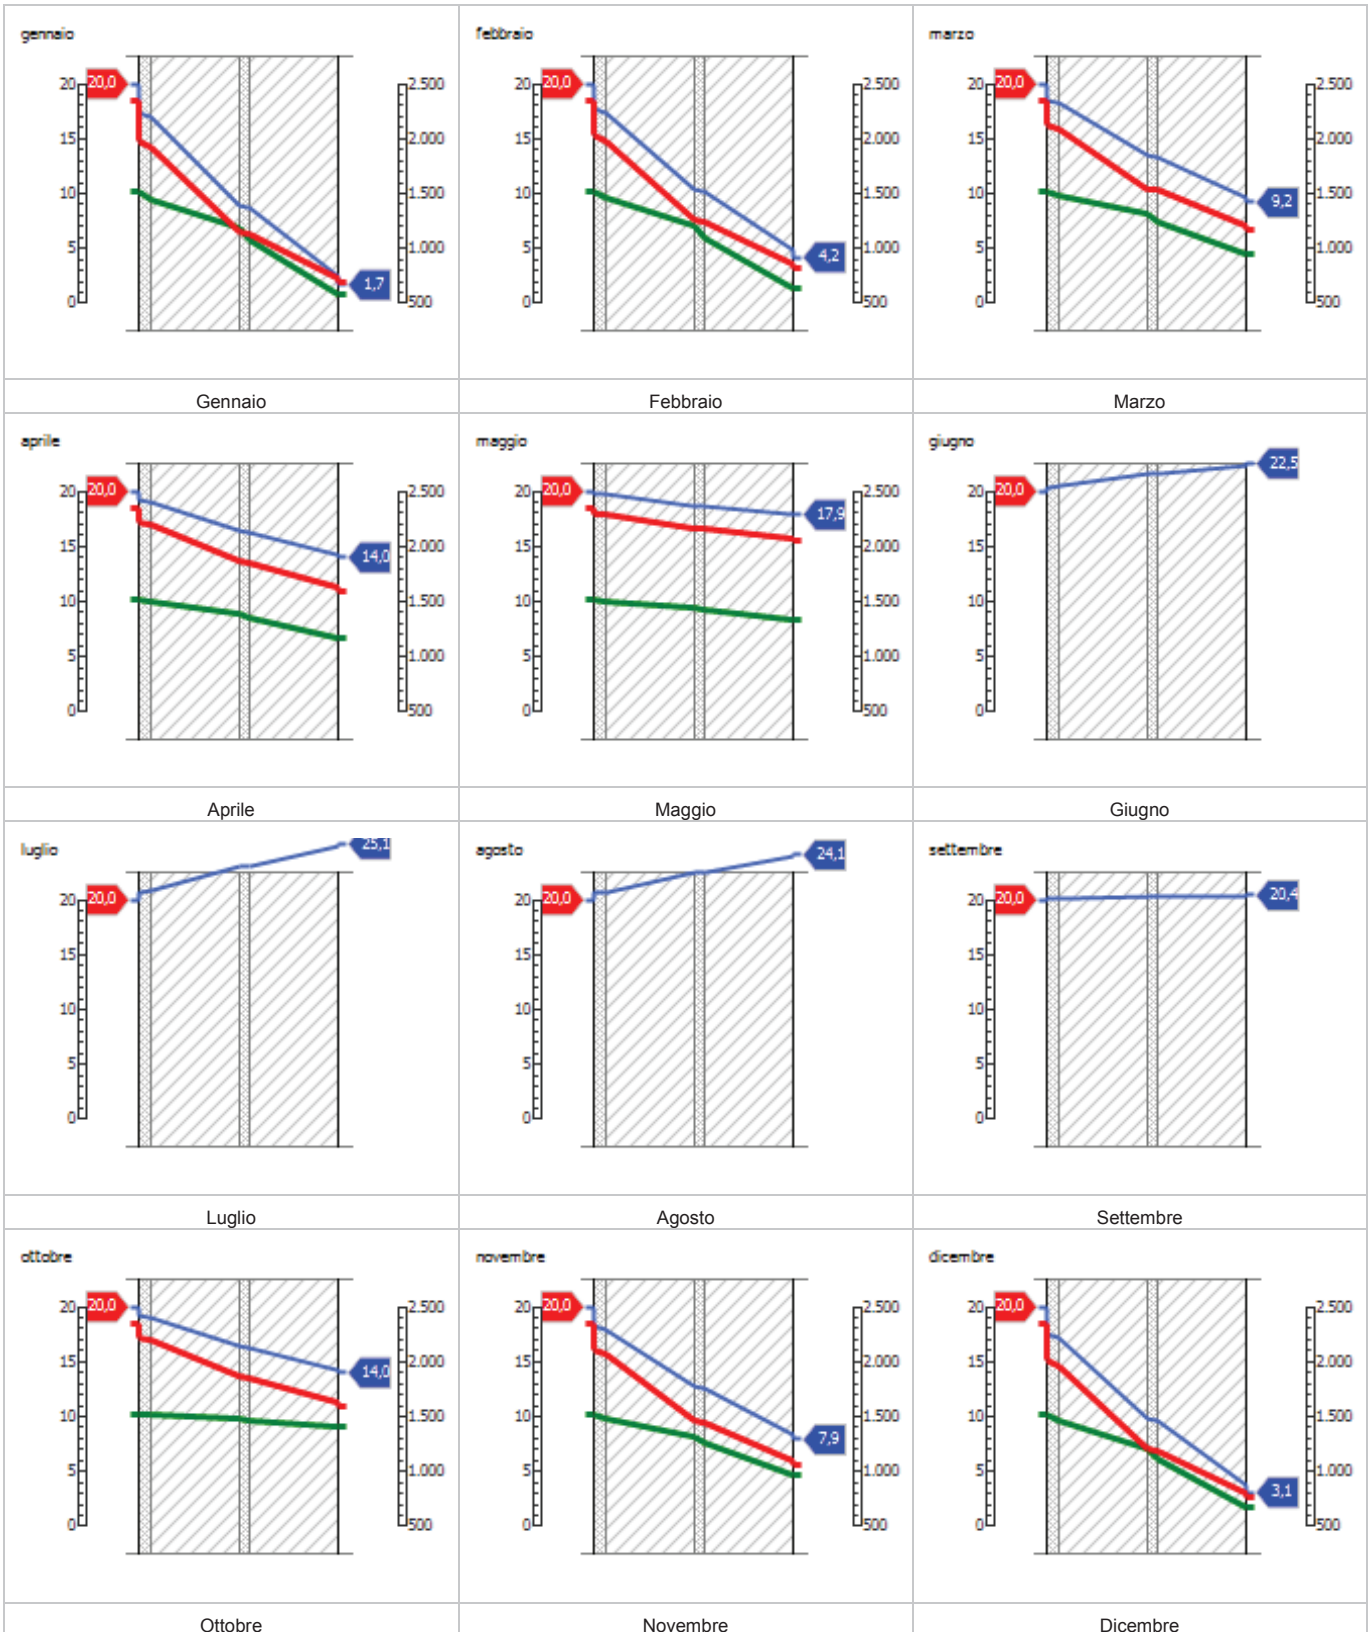 gennaio
20 20,0 2.500
15 2.000
10 1.500
5 1.000
1,7
0 500
Gennaio
febbraio
20 20,0 2.500
15 2.000
10 1.500
5 4,2 1.000
0 500
Febbraio
marzo
20 20,0 2.500
15 2.000
10 9,2 1.500
5 1.000
0 500
Marzo
aprile
20 20,0 2.500
15 14,0 2.000
10 1.500
5 1.000
0 500
Aprile
maggio
20 20,0 2.500
17,9
15 2.000
10 1.500
5 1.000
0 500
Maggio
giugno
22,5
20 20,0
15
10
5
0
Giugno
luglio
25,1
20 20,0
15
10
5
0
Luglio
agosto
24,1
20 20,0
15
10
5
0
Agosto
settembre
20 20,0 20,4
15
10
5
0
Settembre
ottobre
20 20,0 2.500
15 14,0 2.000
10 1.500
5 1.000
0 500
Ottobre
novembre
20 20,0 2.500
15 2.000
10 1.500
7,9
5 1.000
0 500
Novembre
dicembre
20 20,0 2.500
15 2.000
10 1.500
5 1.000
3,1
0 500
Dicembre